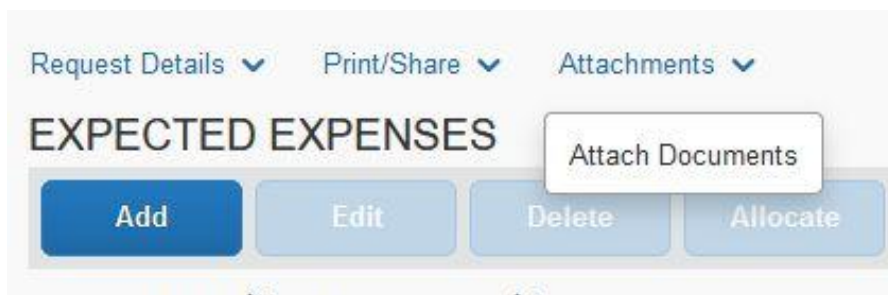 Request Details Print/Share Attachments
EXPECTED EXPENSES
Attach Documents
Add Edit Delete Allocate